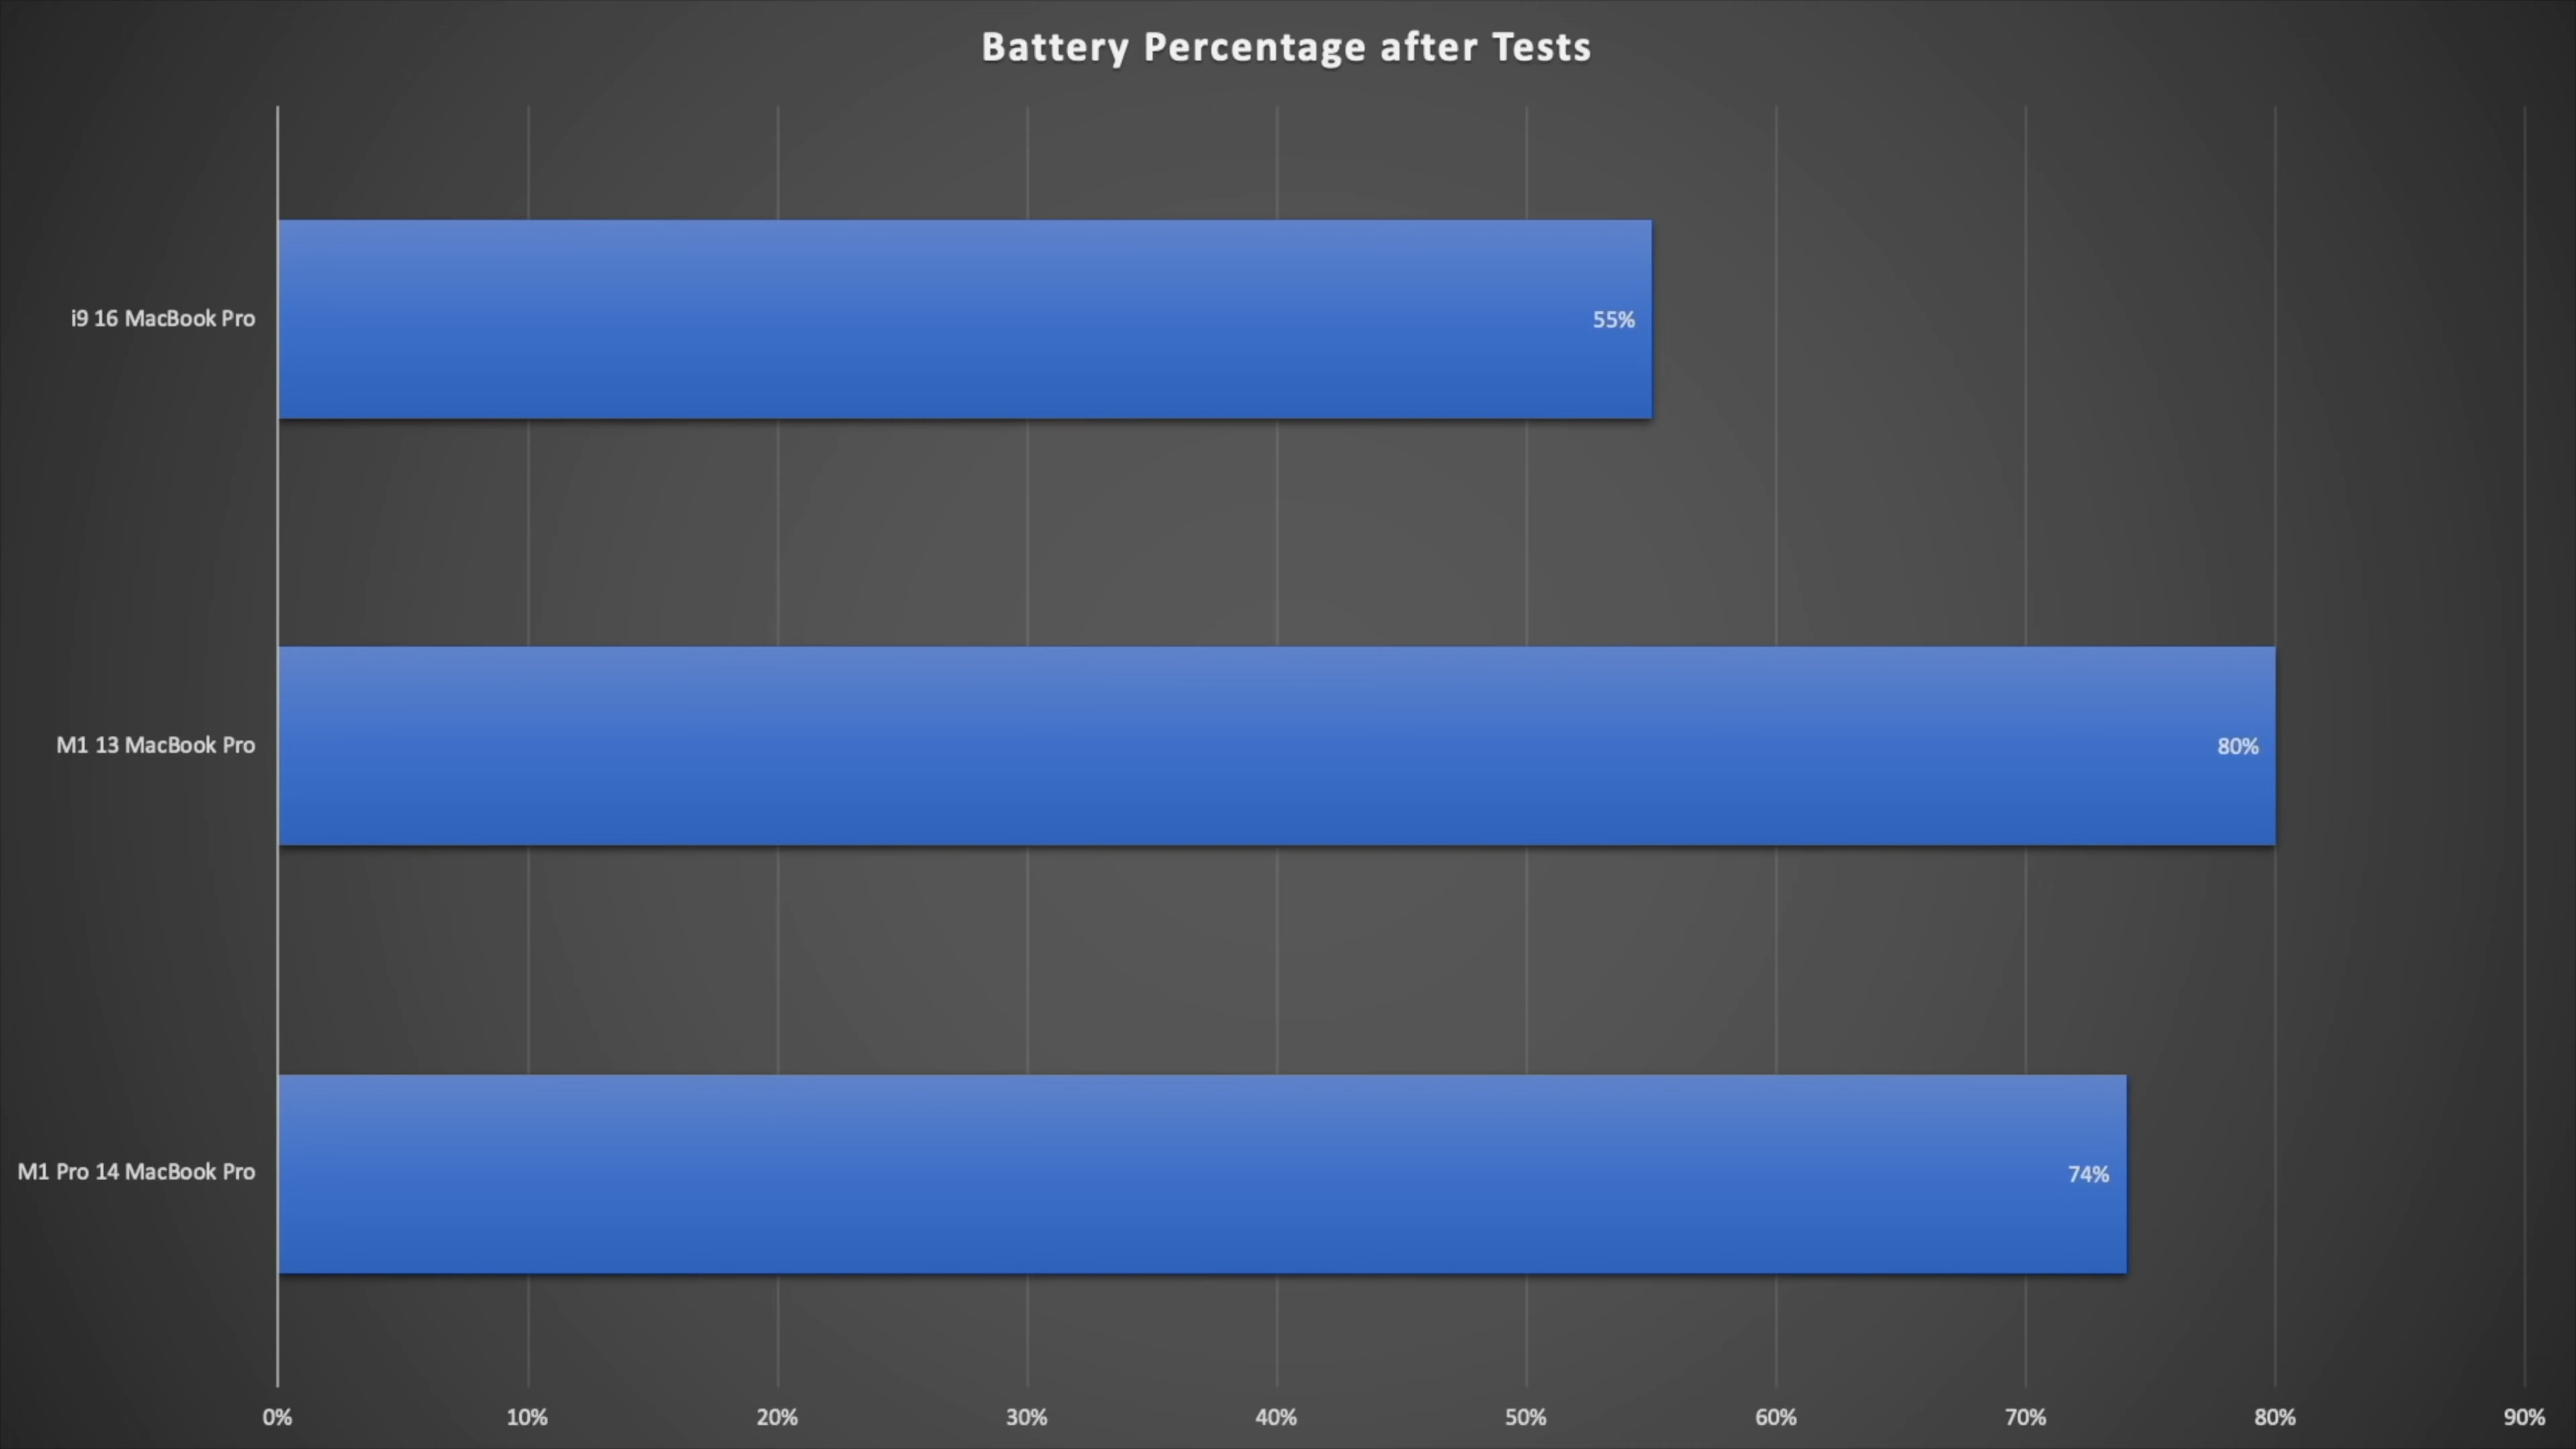 Battery Percentage after Tests
i9 16 MacBook Pro
55%
M1 13 MacBook Pro
80%
M1 Pro 14 MacBook Pro
74%
0% 10% 20% 30% 40% 50% 60% 70% 80% 90%